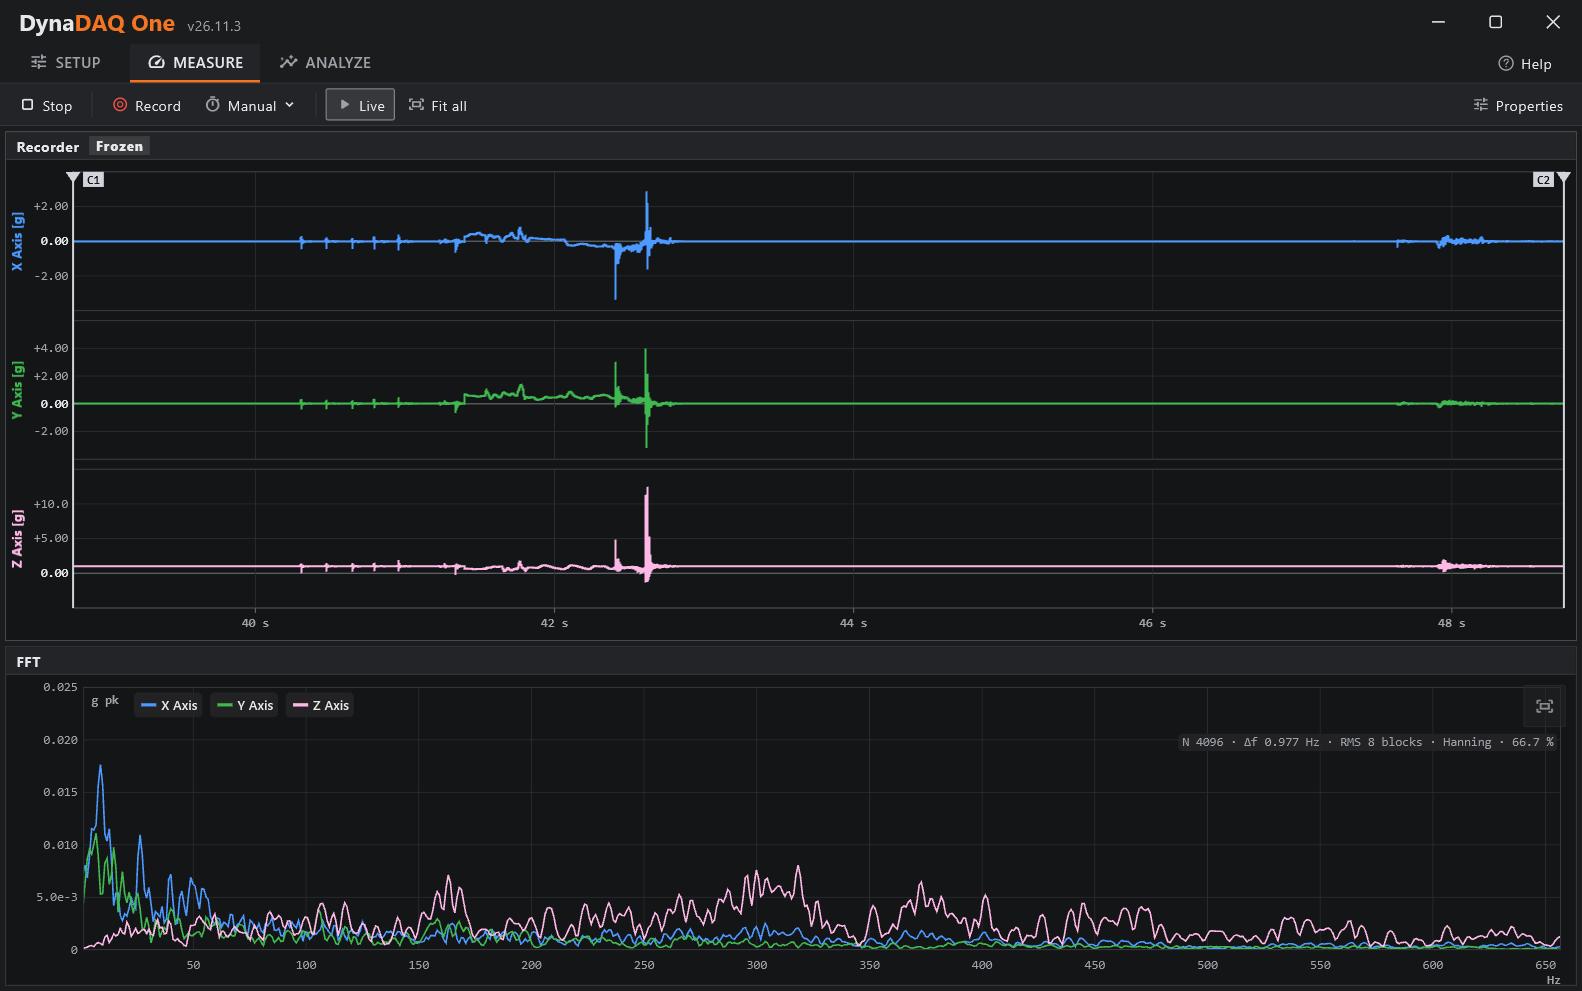 DynaDAQ One v26.11.3
SETUP MEASURE ANALYZE Help
Stop Record Manual Live Fit all Properties
Recorder Frozen
C1 C2
X Axis [g]
+2.00
0.00
-2.00
Y Axis [g]
+4.00
+2.00
0.00
-2.00
Z Axis [g]
+10.0
+5.00
0.00
40 s 42 s 44 s 46 s 48 s
FFT
g pk X Axis Y Axis Z Axis
N 4096 · Δf 0.977 Hz · RMS 8 blocks · Hanning · 66.7 %
0.025
0.020
0.015
0.010
5.0e-3
0
50 100 150 200 250 300 350 400 450 500 550 600 650
Hz